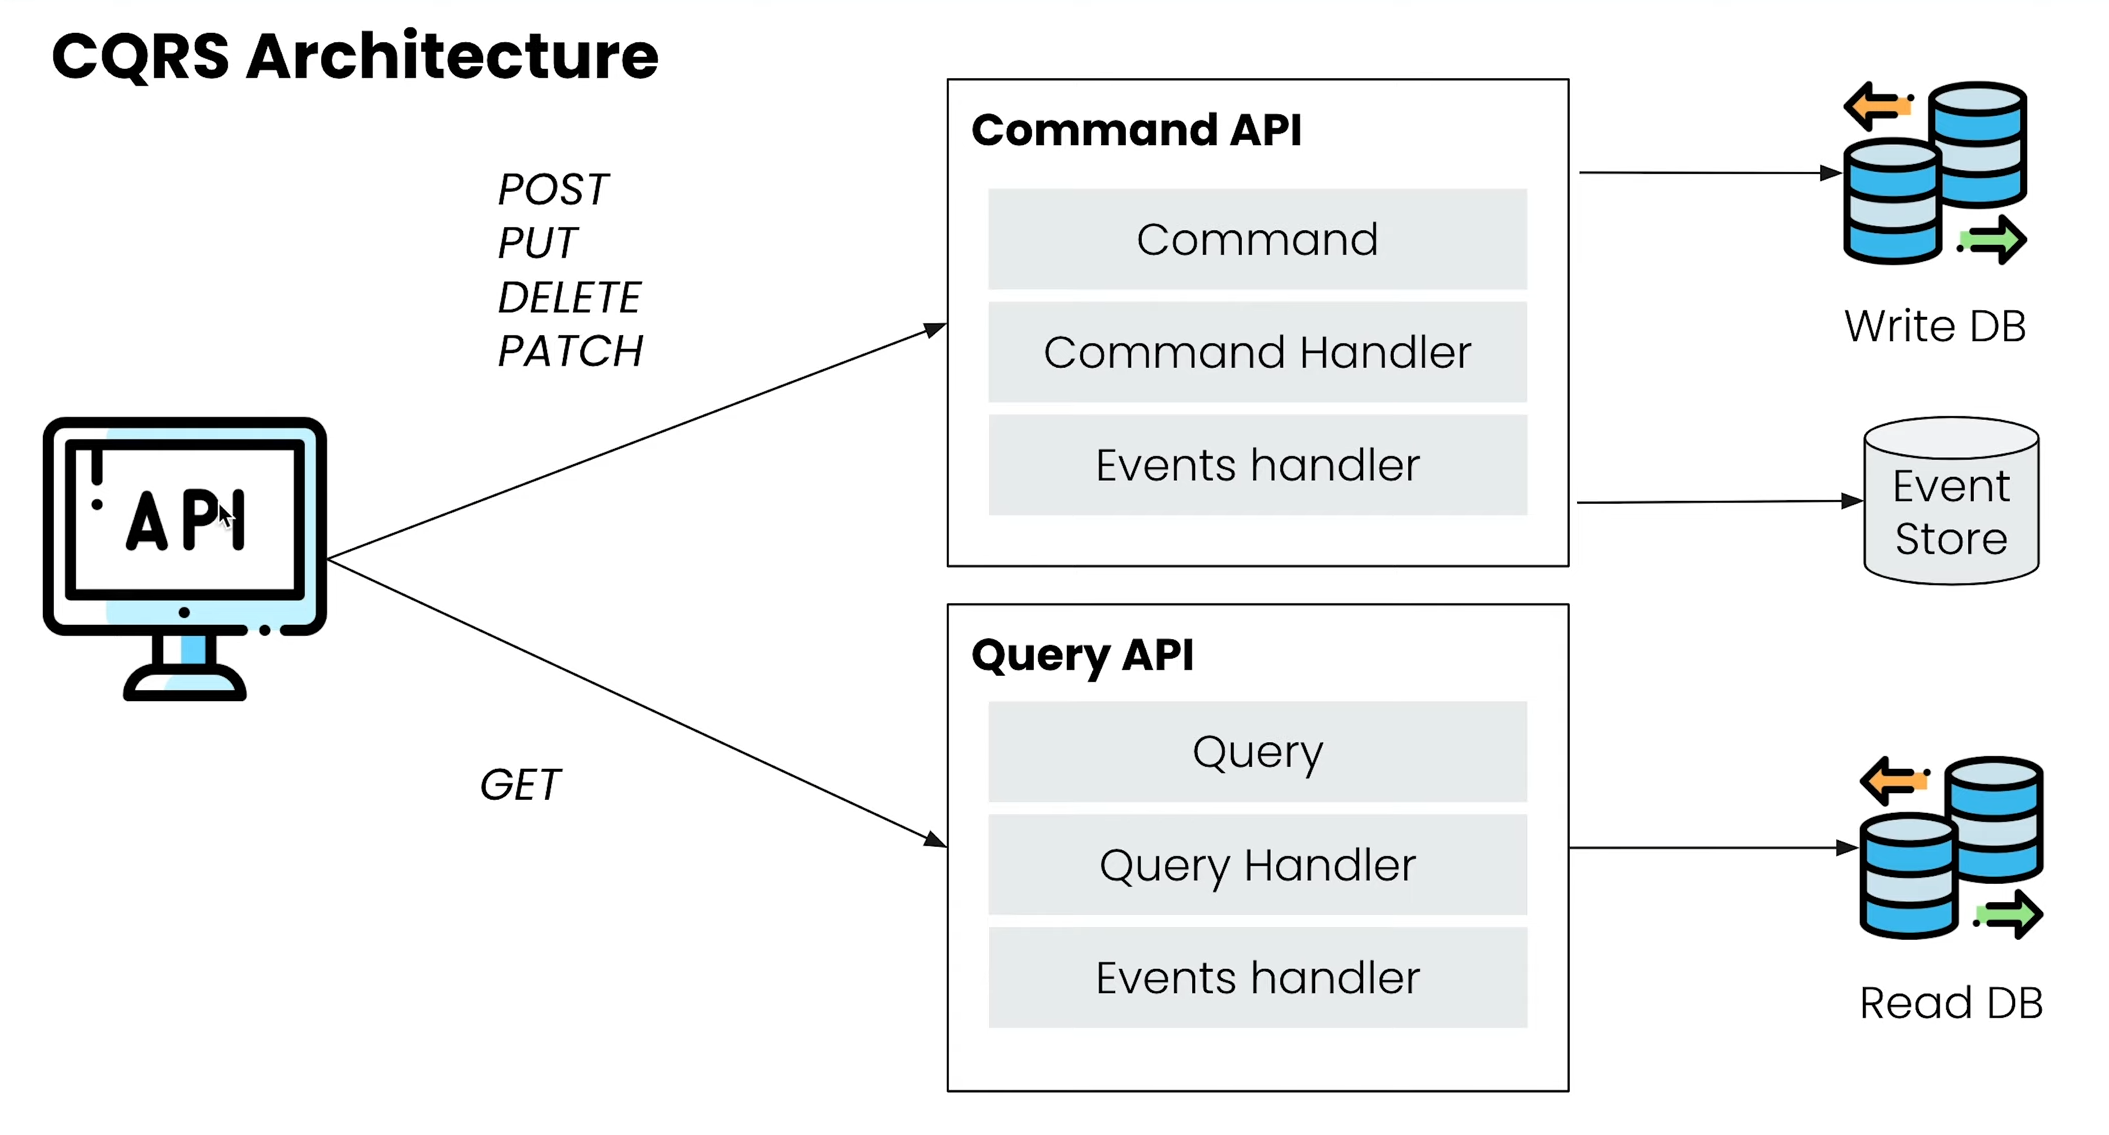 CQRS Architecture
POST
PUT
DELETE
PATCH
API
GET
Command API
Command
Command Handler
Events handler
Query API
Query
Query Handler
Events handler
Write DB
Event
Store
Read DB